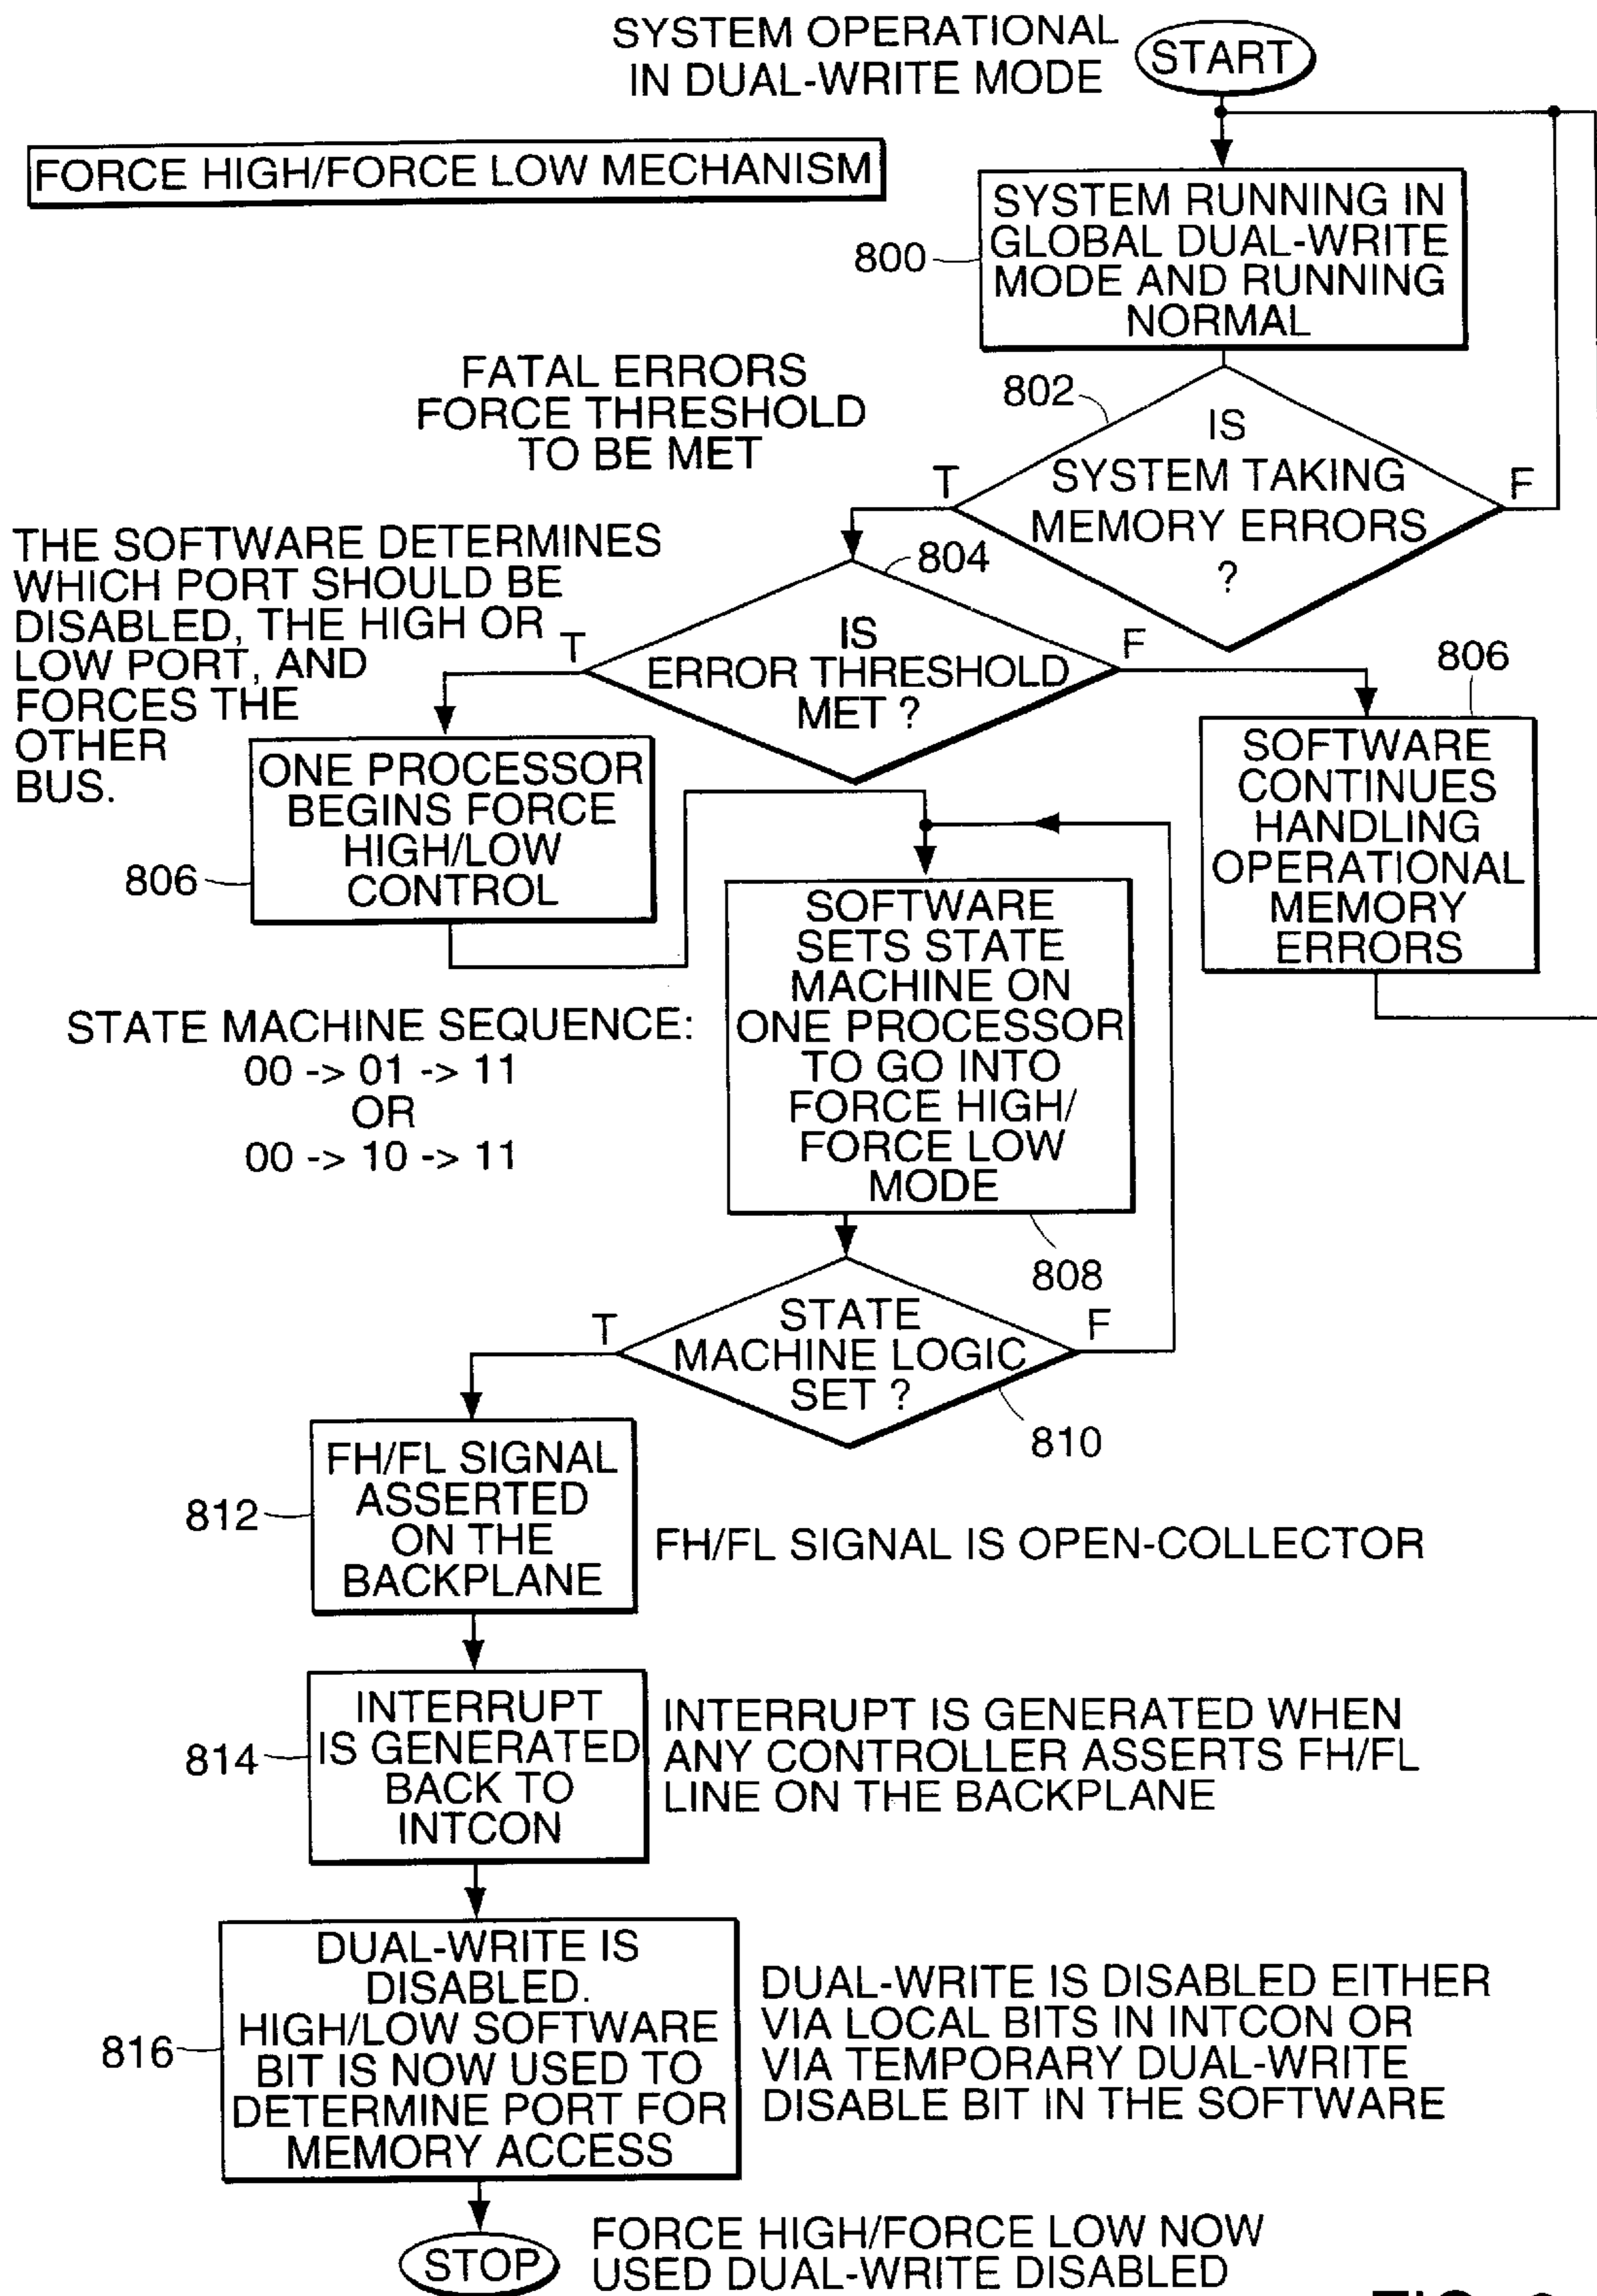 SYSTEM OPERATIONAL
IN DUAL-WRITE MODE
START
FORCE HIGH/FORCE LOW MECHANISM
800
SYSTEM RUNNING IN
GLOBAL DUAL-WRITE
MODE AND RUNNING
NORMAL
FATAL ERRORS
FORCE THRESHOLD
TO BE MET
802
IS
SYSTEM TAKING
MEMORY ERRORS
?
T
F
THE SOFTWARE DETERMINES
WHICH PORT SHOULD BE
DISABLED, THE HIGH OR
LOW PORT, AND
FORCES THE
OTHER
BUS.
804
IS
ERROR THRESHOLD
MET ?
T
F
806
ONE PROCESSOR
BEGINS FORCE
HIGH/LOW
CONTROL
806
SOFTWARE
CONTINUES
HANDLING
OPERATIONAL
MEMORY
ERRORS
SOFTWARE
SETS STATE
MACHINE ON
ONE PROCESSOR
TO GO INTO
FORCE HIGH/
FORCE LOW
MODE
808
STATE MACHINE SEQUENCE:
00 -> 01 -> 11
OR
00 -> 10 -> 11
STATE
MACHINE LOGIC
SET ?
T
F
810
812
FH/FL SIGNAL
ASSERTED
ON THE
BACKPLANE
FH/FL SIGNAL IS OPEN-COLLECTOR
814
INTERRUPT
IS GENERATED
BACK TO
INTCON
INTERRUPT IS GENERATED WHEN
ANY CONTROLLER ASSERTS FH/FL
LINE ON THE BACKPLANE
816
DUAL-WRITE IS
DISABLED.
HIGH/LOW SOFTWARE
BIT IS NOW USED TO
DETERMINE PORT FOR
MEMORY ACCESS
DUAL-WRITE IS DISABLED EITHER
VIA LOCAL BITS IN INTCON OR
VIA TEMPORARY DUAL-WRITE
DISABLE BIT IN THE SOFTWARE
STOP
FORCE HIGH/FORCE LOW NOW
USED DUAL-WRITE DISABLED